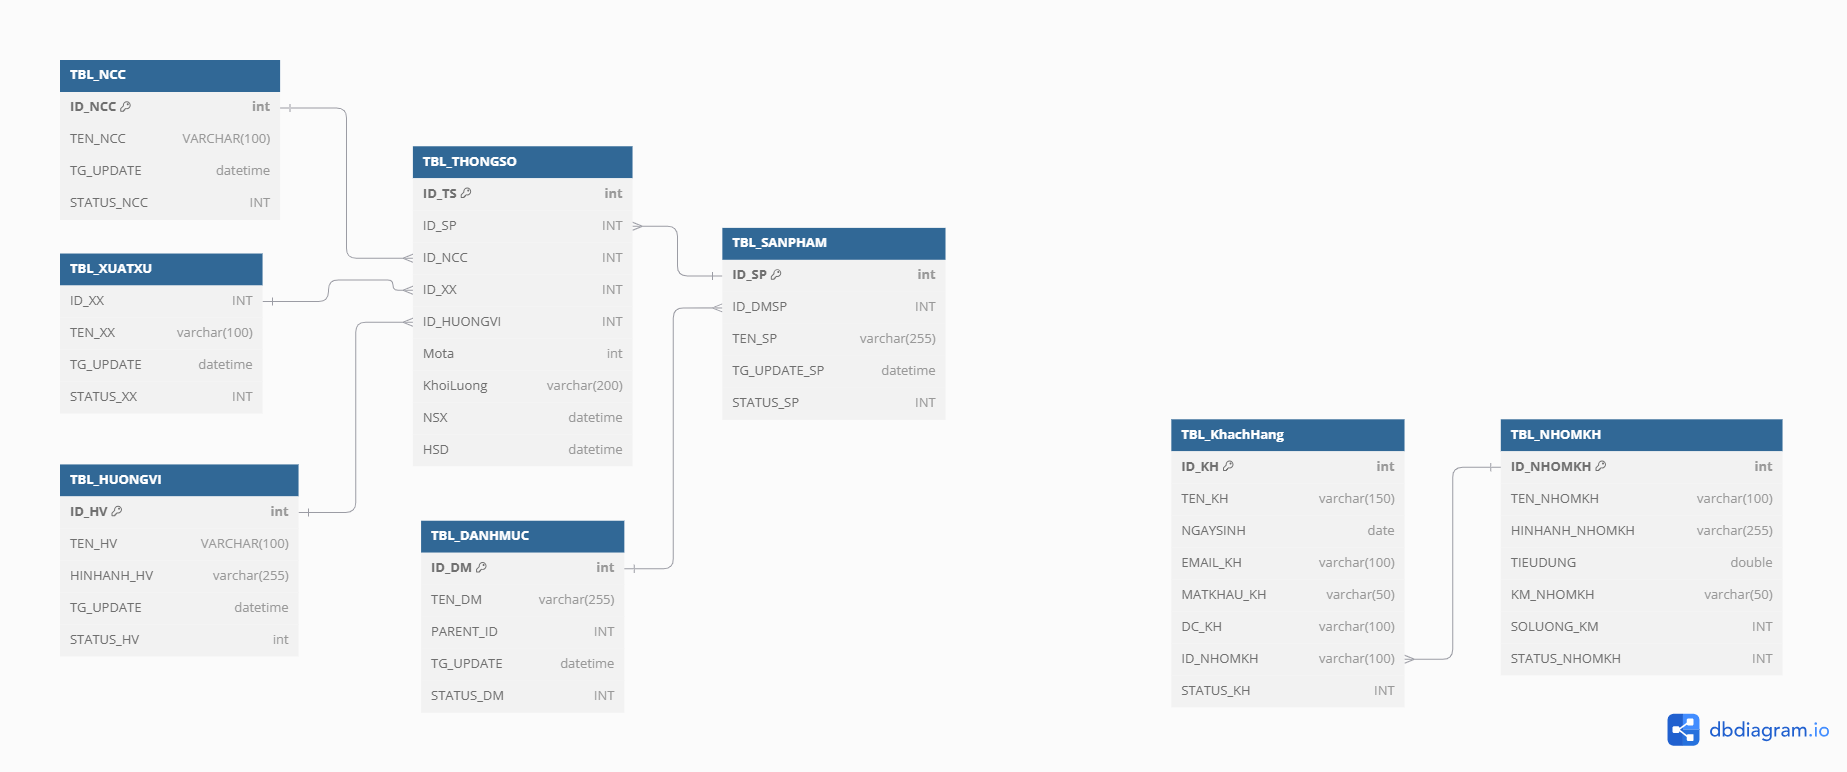 TBL_NCC
ID_NCC int
TEN_NCC VARCHAR(100)
TG_UPDATE datetime
STATUS_NCC INT
TBL_XUATXU
ID_XX INT
TEN_XX varchar(100)
TG_UPDATE datetime
STATUS_XX INT
TBL_HUONGVI
ID_HV int
TEN_HV VARCHAR(100)
HINHANH_HV varchar(255)
TG_UPDATE datetime
STATUS_HV int
TBL_THONGSO
ID_TS int
ID_SP INT
ID_NCC INT
ID_XX INT
ID_HUONGVI INT
Mota int
KhoiLuong varchar(200)
NSX datetime
HSD datetime
TBL_DANHMUC
ID_DM int
TEN_DM varchar(255)
PARENT_ID INT
TG_UPDATE datetime
STATUS_DM INT
TBL_SANPHAM
ID_SP int
ID_DMSP INT
TEN_SP varchar(255)
TG_UPDATE_SP datetime
STATUS_SP INT
TBL_KhachHang
ID_KH int
TEN_KH varchar(150)
NGAYSINH date
EMAIL_KH varchar(100)
MATKHAU_KH varchar(50)
DC_KH varchar(100)
ID_NHOMKH varchar(100)
STATUS_KH INT
TBL_NHOMKH
ID_NHOMKH int
TEN_NHOMKH varchar(100)
HINHANH_NHOMKH varchar(255)
TIEUDUNG double
KM_NHOMKH varchar(50)
SOLUONG_KM INT
STATUS_NHOMKH INT
dbdiagram.io